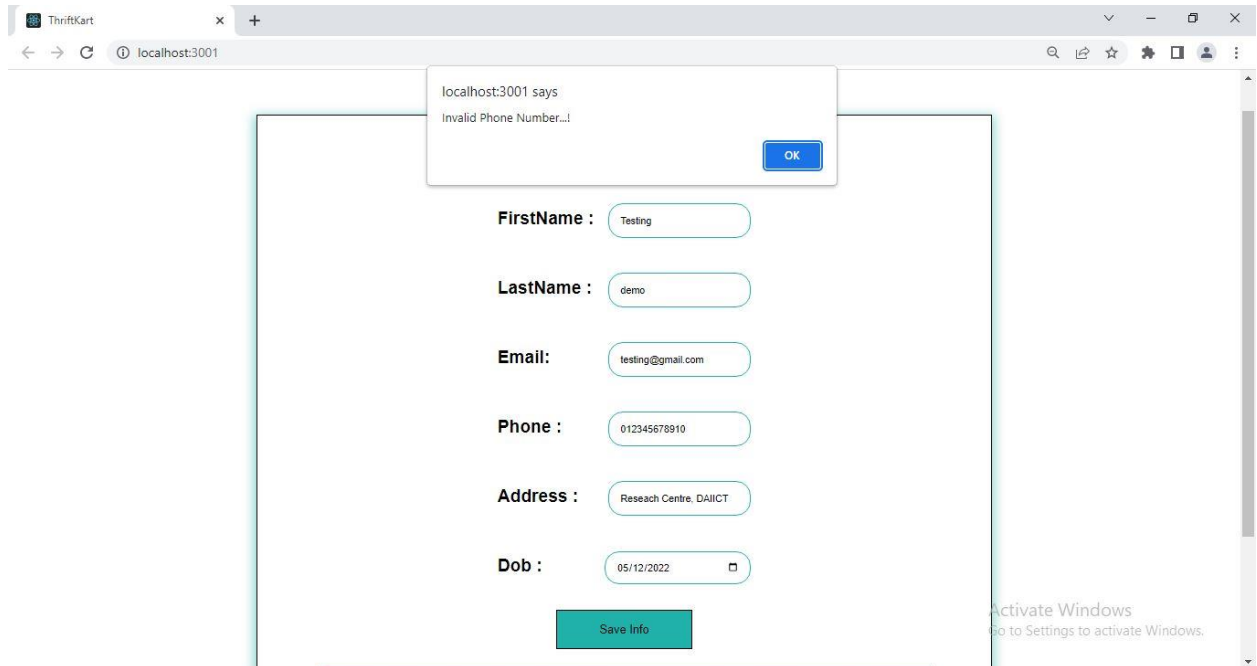 ThriftKart
localhost:3001
localhost:3001 says
Invalid Phone Number...!
OK
FirstName : Testing
LastName : demo
Email: testing@gmail.com
Phone : 012345678910
Address : Reseach Centre, DAIICT
Dob : 05/12/2022
Save Info
Activate Windows
Go to Settings to activate Windows.